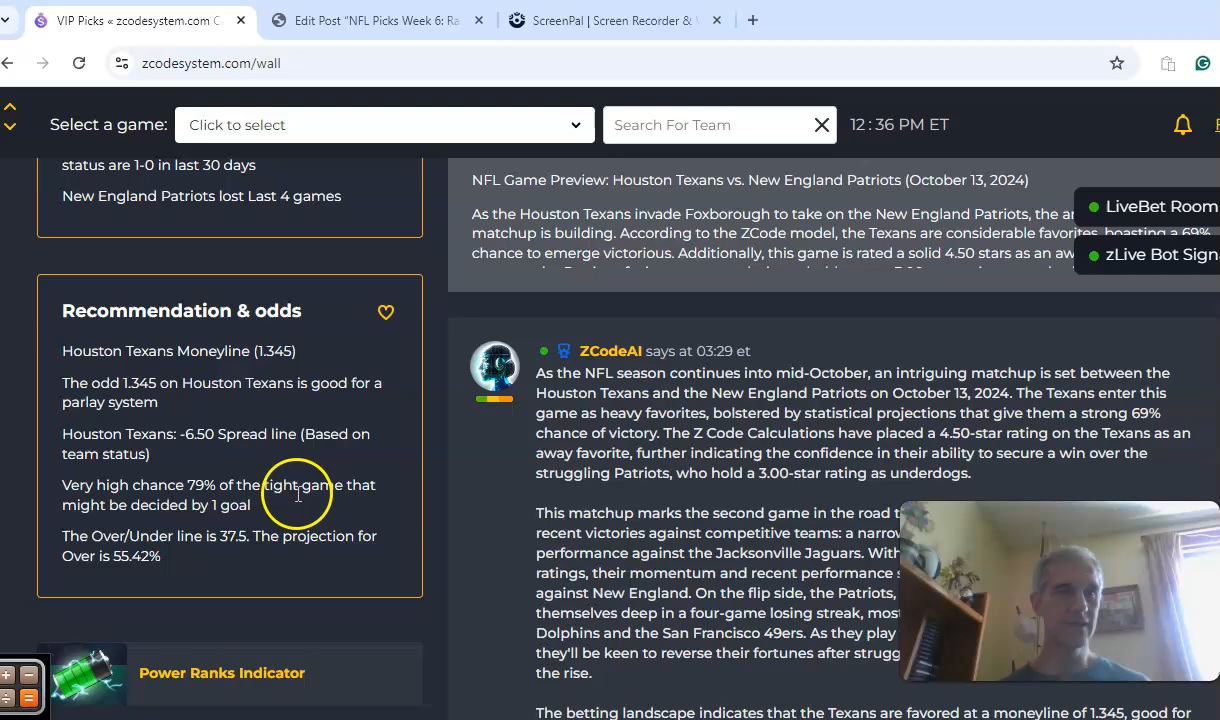 VIP Picks « zcodesystem.com C
Edit Post “NFL Picks Week 6: Ra
ScreenPal | Screen Recorder &
zcodesystem.com/wall
Select a game:
Click to select
Search For Team
12:36 PM ET
status are 1-0 in last 30 days
New England Patriots lost Last 4 games
Recommendation & odds
Houston Texans Moneyline (1.345)
The odd 1.345 on Houston Texans is good for a
parlay system
Houston Texans: -6.50 Spread line (Based on
team status)
Very high chance 79% of the tight game that
might be decided by 1 goal
The Over/Under line is 37.5. The projection for
Over is 55.42%
Power Ranks Indicator
NFL Game Preview: Houston Texans vs. New England Patriots (October 13, 2024)
As the Houston Texans invade Foxborough to take on the New England Patriots, the
matchup is building. According to the ZCode model, the Texans are considerable favorites, boasting a 69%
chance to emerge victorious. Additionally, this game is rated a solid 4.50 stars as an
LiveBet Room
zLive Bot Sign
ZCodeAI says at 03:29 et
As the NFL season continues into mid-October, an intriguing matchup is set between the
Houston Texans and the New England Patriots on October 13, 2024. The Texans enter this
game as heavy favorites, bolstered by statistical projections that give them a strong 69%
chance of victory. The Z Code Calculations have placed a 4.50-star rating on the Texans as an
away favorite, further indicating the confidence in their ability to secure a win over the
struggling Patriots, who hold a 3.00-star rating as underdogs.
This matchup marks the second game in the road t
recent victories against competitive teams: a narrow
performance against the Jacksonville Jaguars. With
ratings, their momentum and recent performance s
against New England. On the flip side, the Patriots,
themselves deep in a four-game losing streak, most
Dolphins and the San Francisco 49ers. As they play
they'll be keen to reverse their fortunes after strugg
the rise.
The betting landscape indicates that the Texans are favored at a moneyline of 1.345, good for